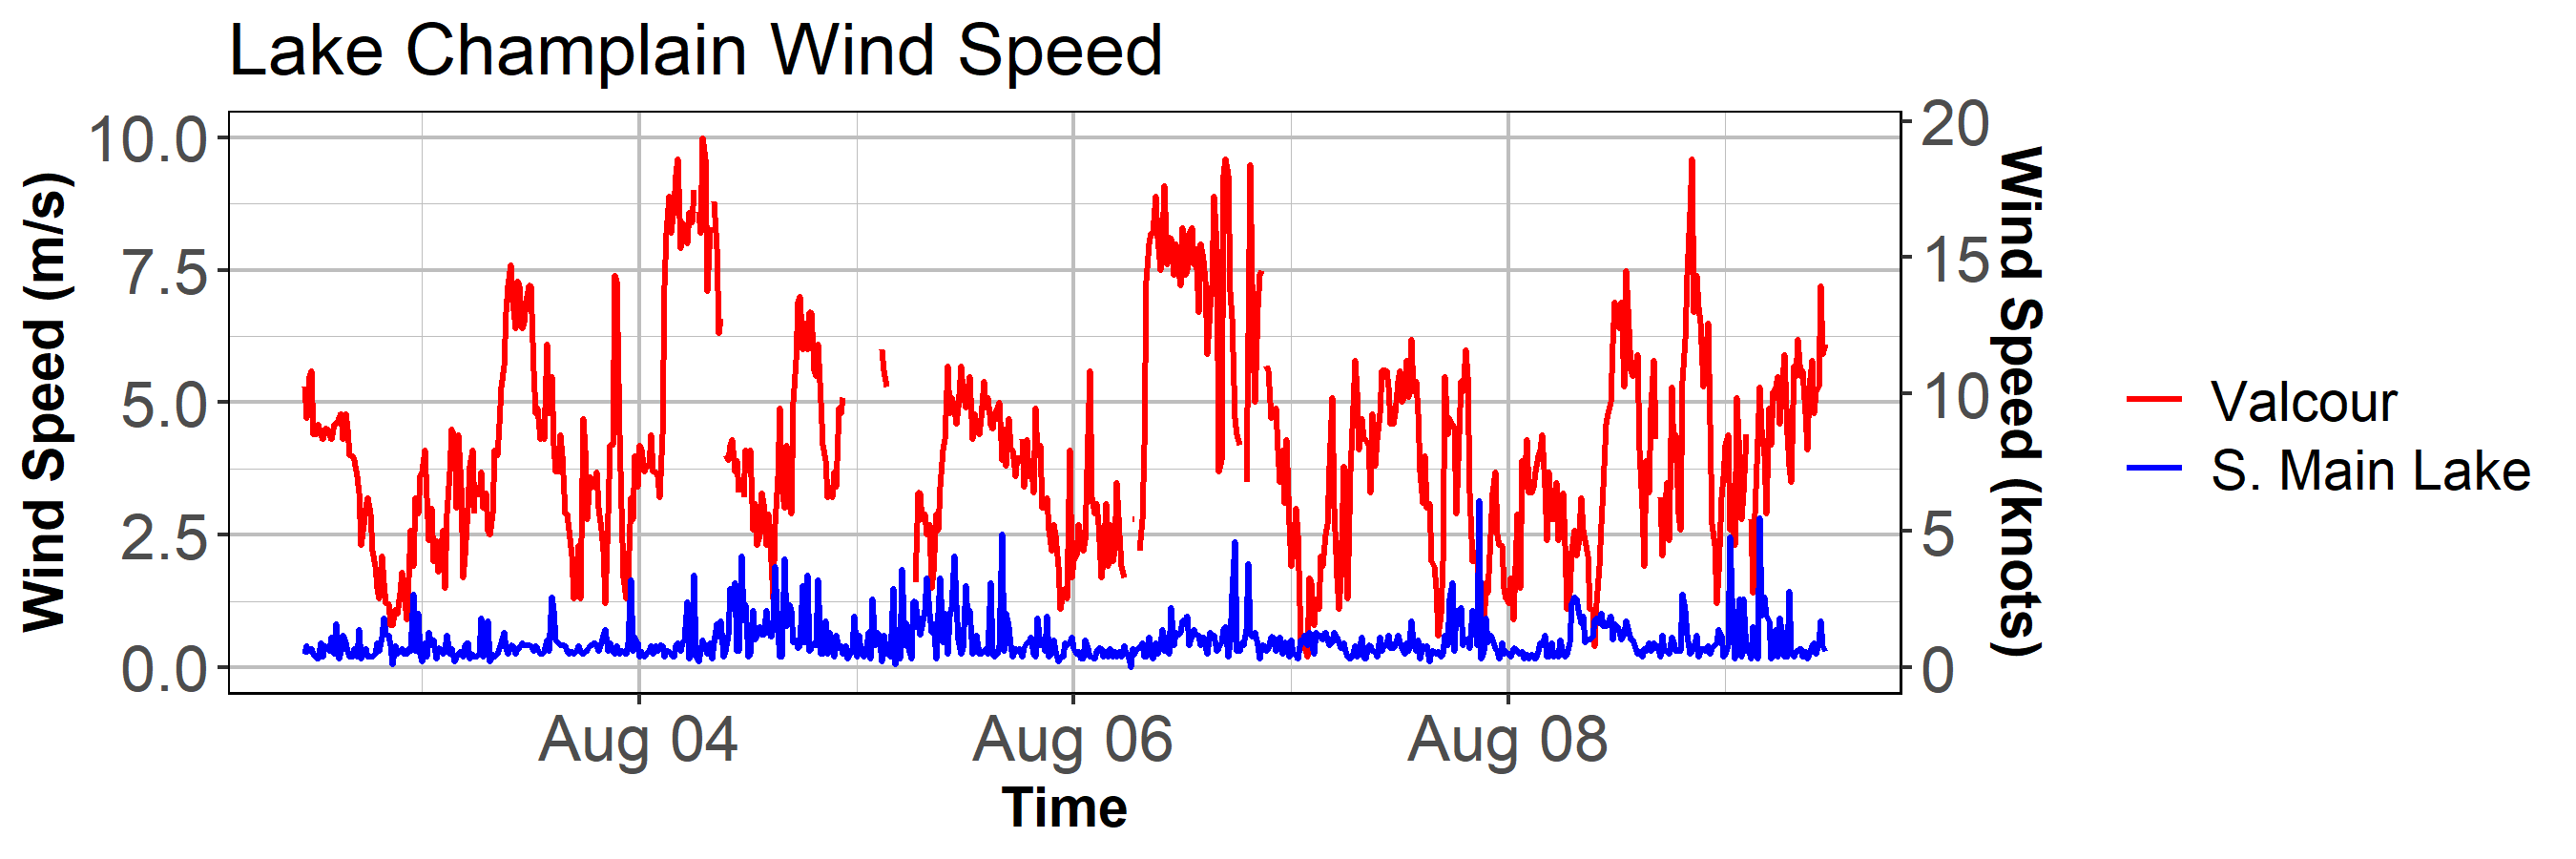 Lake Champlain Wind Speed
Wind Speed (m/s)
10.0
7.5
5.0
2.5
0.0
20
15
10
5
0
Wind Speed (knots)
Aug 04
Aug 06
Aug 08
Time
Valcour
S. Main Lake